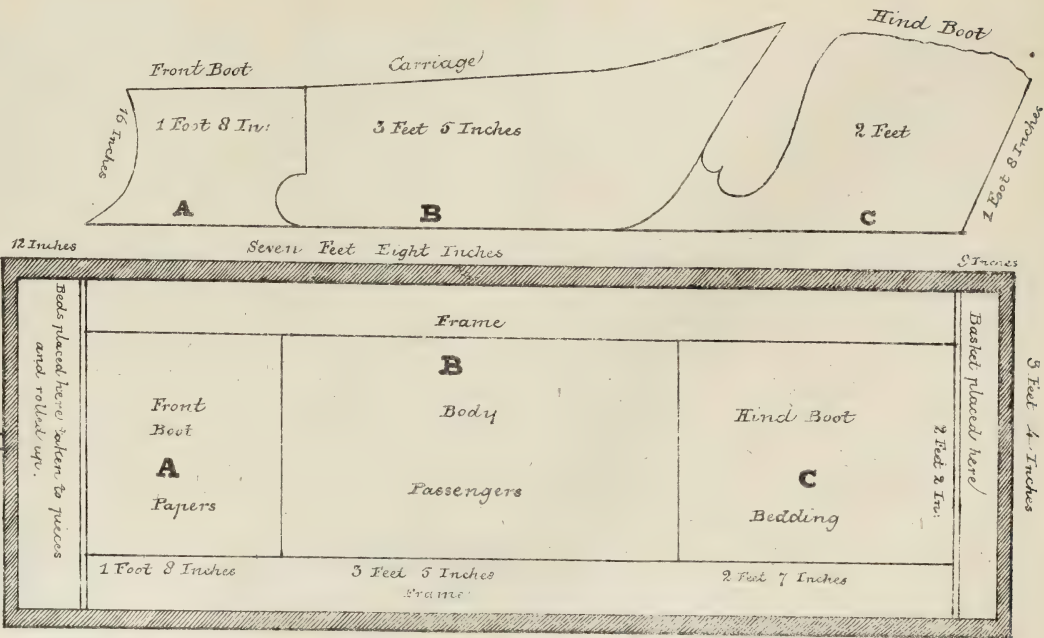 Hind Boot
Carriage
Front Boot
16 Inches
1 Foot 8 In:
3 Feet 5 Inches
2 Feet
1 Foot 8 Inches
A
B
C
12 Inches
Seven Feet Eight Inches
9 Inches
Beds placed here taken to pieces
and rolled up.
Frame
B
Body
Passengers
Front
Boot
A
Papers
Hind Boot
C
Bedding
2 Feet 2 In:
Basket placed here
3 Feet 4 Inches
1 Foot 8 Inches
3 Feet 5 Inches
2 Feet 7 Inches
Frame